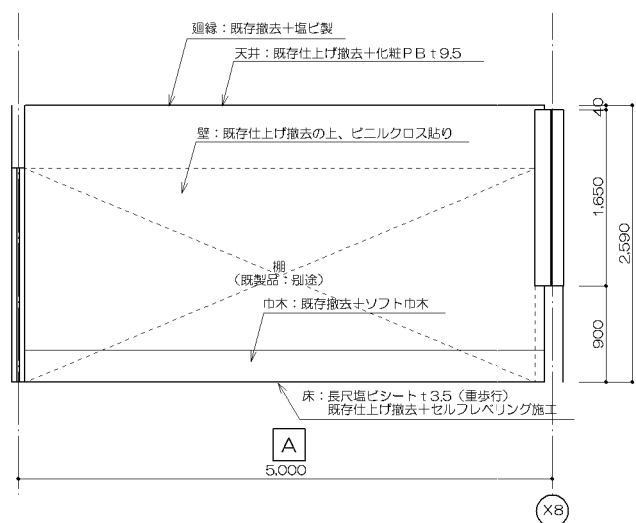 廻縁：既存撤去＋塩ビ製
天井：既存仕上げ撤去＋化粧ＰＢｔ9.5
壁：既存仕上げ撤去の上、ビニルクロス貼り
棚
（既製品：別途）
巾木：既存撤去＋ソフト巾木
床：長尺塩ビシートｔ3.5（重歩行）
既存仕上げ撤去＋セルフレベリング施工
40
1,650
2,590
900
A
5,000
X8